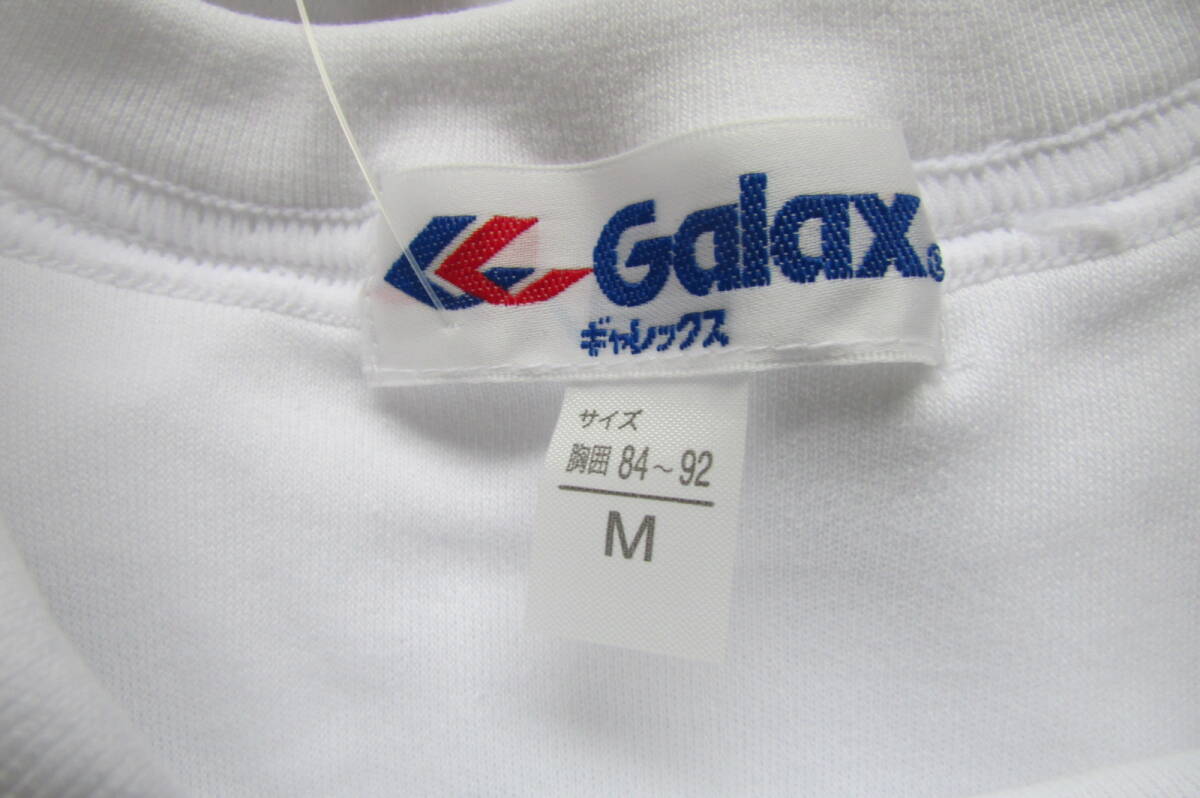 Galax®
ギャレックス
サイズ
胸囲 84～92
M